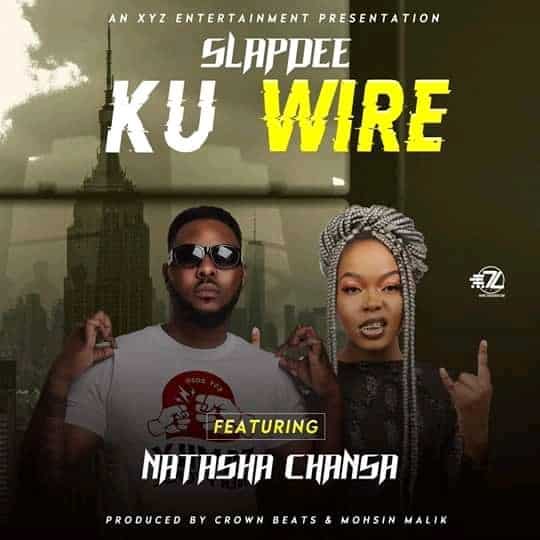 AN XYZ ENTERTAINMENT PRESENTATION
SLAPDEE
KU WIRE
FEATURING
NATASHA CHANSA
PRODUCED BY CROWN BEATS & MOHSIN MALIK